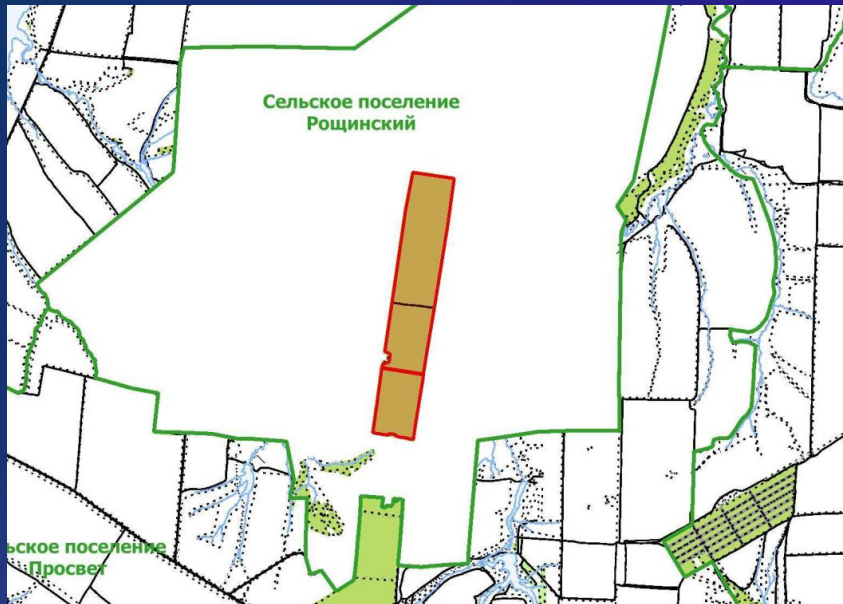 Сельское поселение
Рощинский
ьское поселение
Просвет